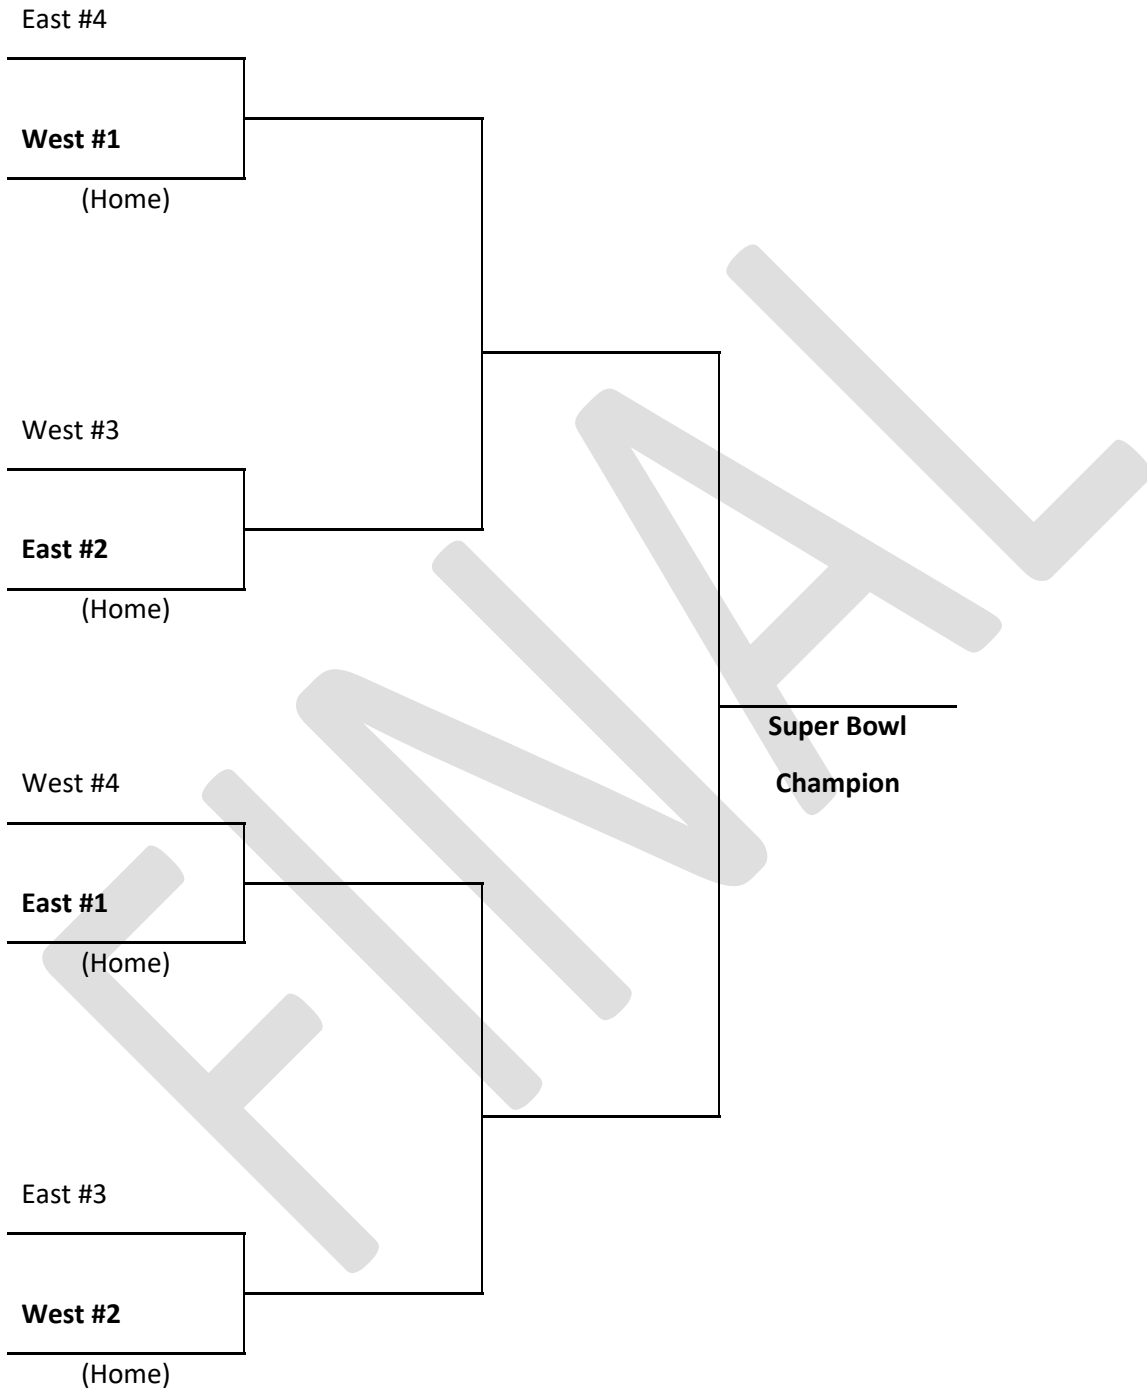 East #4
West #1
(Home)
West #3
East #2
(Home)
Super Bowl
Champion
West #4
East #1
(Home)
East #3
West #2
(Home)
FINAL